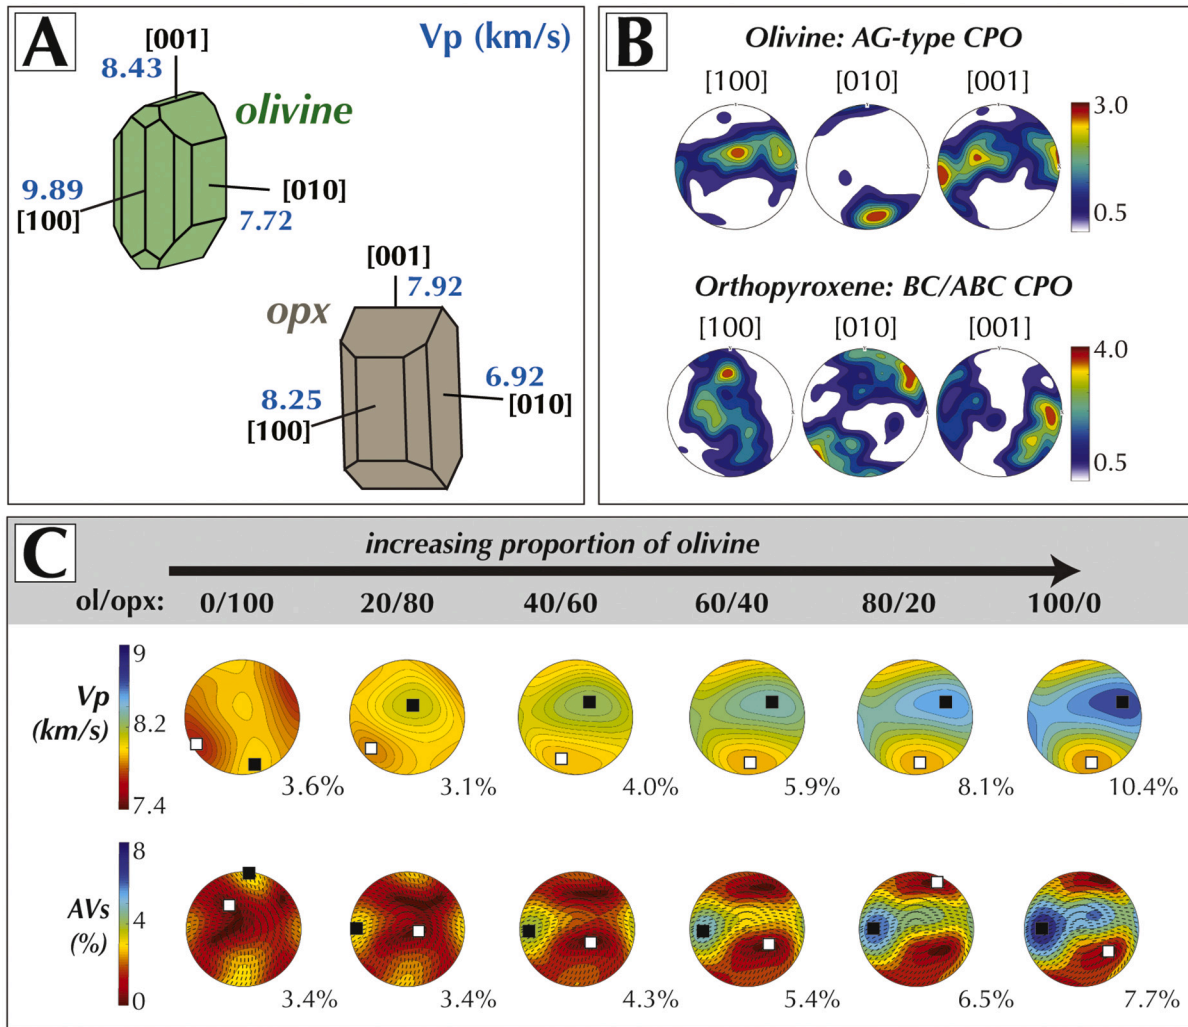 A
Vp (km/s)
[001]
8.43
olivine
9.89
[100]
[010]
7.72
[001]
7.92
opx
8.25
[100]
6.92
[010]
B
Olivine: AG-type CPO
[100] [010] [001]
3.0
0.5
Orthopyroxene: BC/ABC CPO
[100] [010] [001]
4.0
0.5
C
increasing proportion of olivine
ol/opx: 0/100 20/80 40/60 60/40 80/20 100/0
Vp
(km/s)
9
8.2
7.4
3.6% 3.1% 4.0% 5.9% 8.1% 10.4%
AVs
(%)
8
4
0
3.4% 3.4% 4.3% 5.4% 6.5% 7.7%